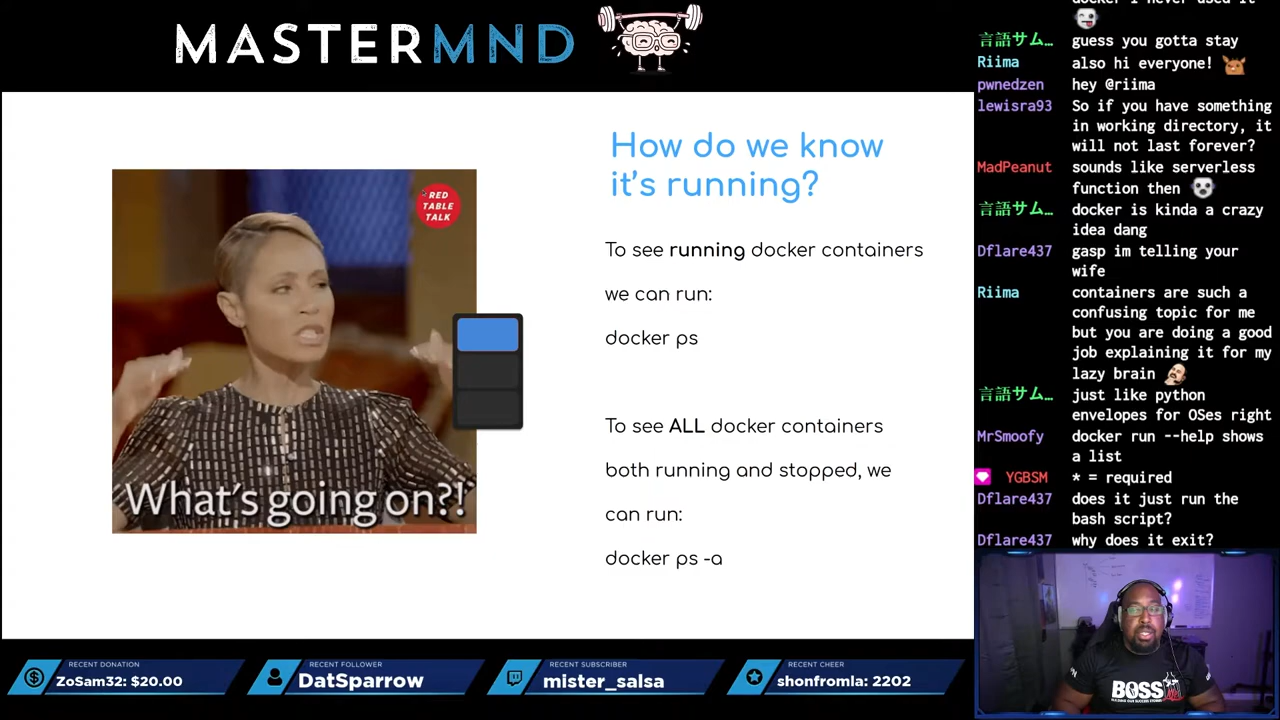 MASTERMND
RED
TABLE
TALK
What's going on?!
How do we know
it's running?
To see running docker containers
we can run:
docker ps
To see ALL docker containers
both running and stopped, we
can run:
docker ps -a
言語サム… guess you gotta stay
Riima also hi everyone!
pwnedzen hey @riima
lewisra93 So if you have something
in working directory, it
will not last forever?
MadPeanut sounds like serverless
function then
言語サム… docker is kinda a crazy
idea dang
Dflare437 gasp im telling your
wife
Riima containers are such a
confusing topic for me
but you are doing a good
job explaining it for my
lazy brain
言語サム… just like python
envelopes for OSes right
MrSmoofy docker run --help shows
a list
YGBSM * = required
Dflare437 does it just run the
bash script?
Dflare437 why does it exit?
BOSS
RECENT DONATION
ZoSam32: $20.00
RECENT FOLLOWER
DatSparrow
RECENT SUBSCRIBER
mister_salsa
RECENT CHEER
shonfromla: 2202